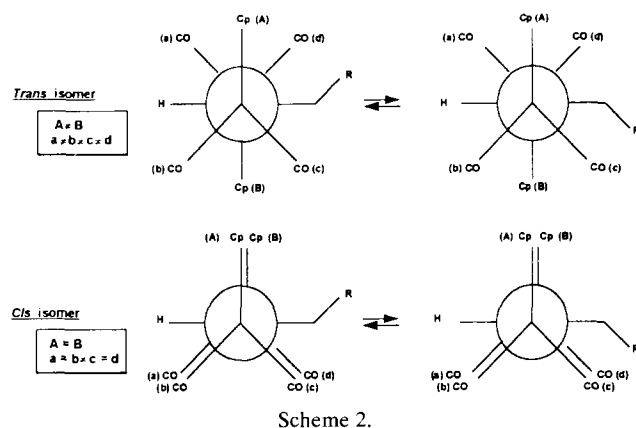 Cp (A)
(a) CO
CO (d)
R
H
(b) CO
CO (c)
Cp (B)
Cp (A)
(a) CO
CO (d)
H
R
(b) CO
CO (c)
Cp (B)
Trans isomer
A ≠ B
a ≠ b ≠ c ≠ d
(A) Cp Cp (B)
R
H
(a) CO
(b) CO
CO (d)
CO (c)
(A) Cp Cp (B)
H
R
(a) CO
(b) CO
CO (d)
CO (c)
Cis isomer
A = B
a = b ≠ c = d
Scheme 2.